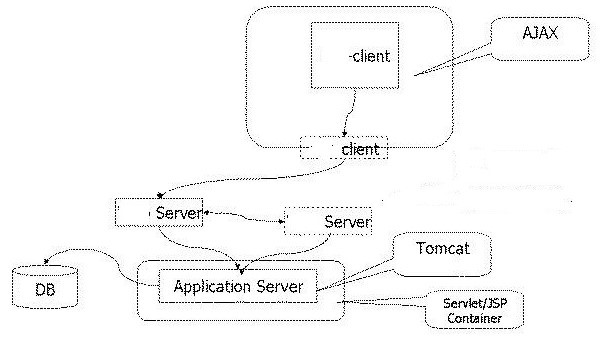 AJAX
-client
client
Server
Server
Tomcat
Application Server
DB
Servlet/JSP
Container